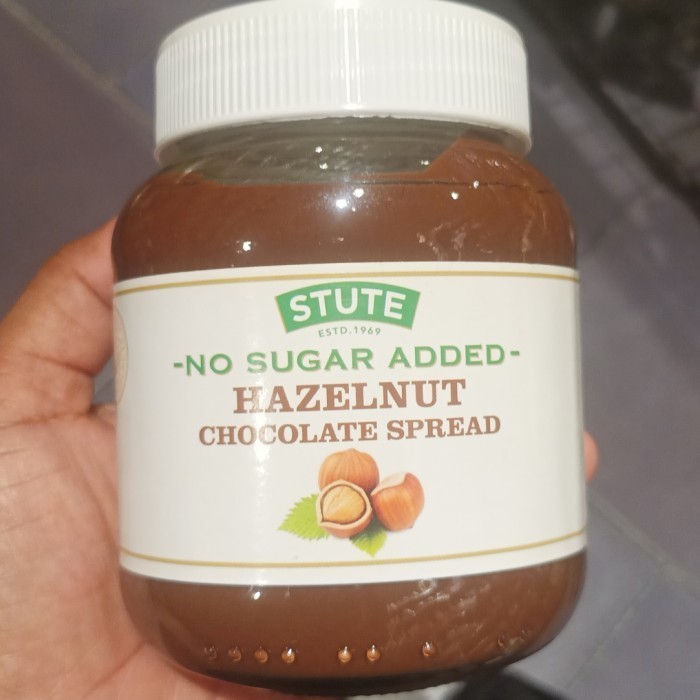 STUTE
ESTD.1969
-NO SUGAR ADDED-
HAZELNUT
CHOCOLATE SPREAD